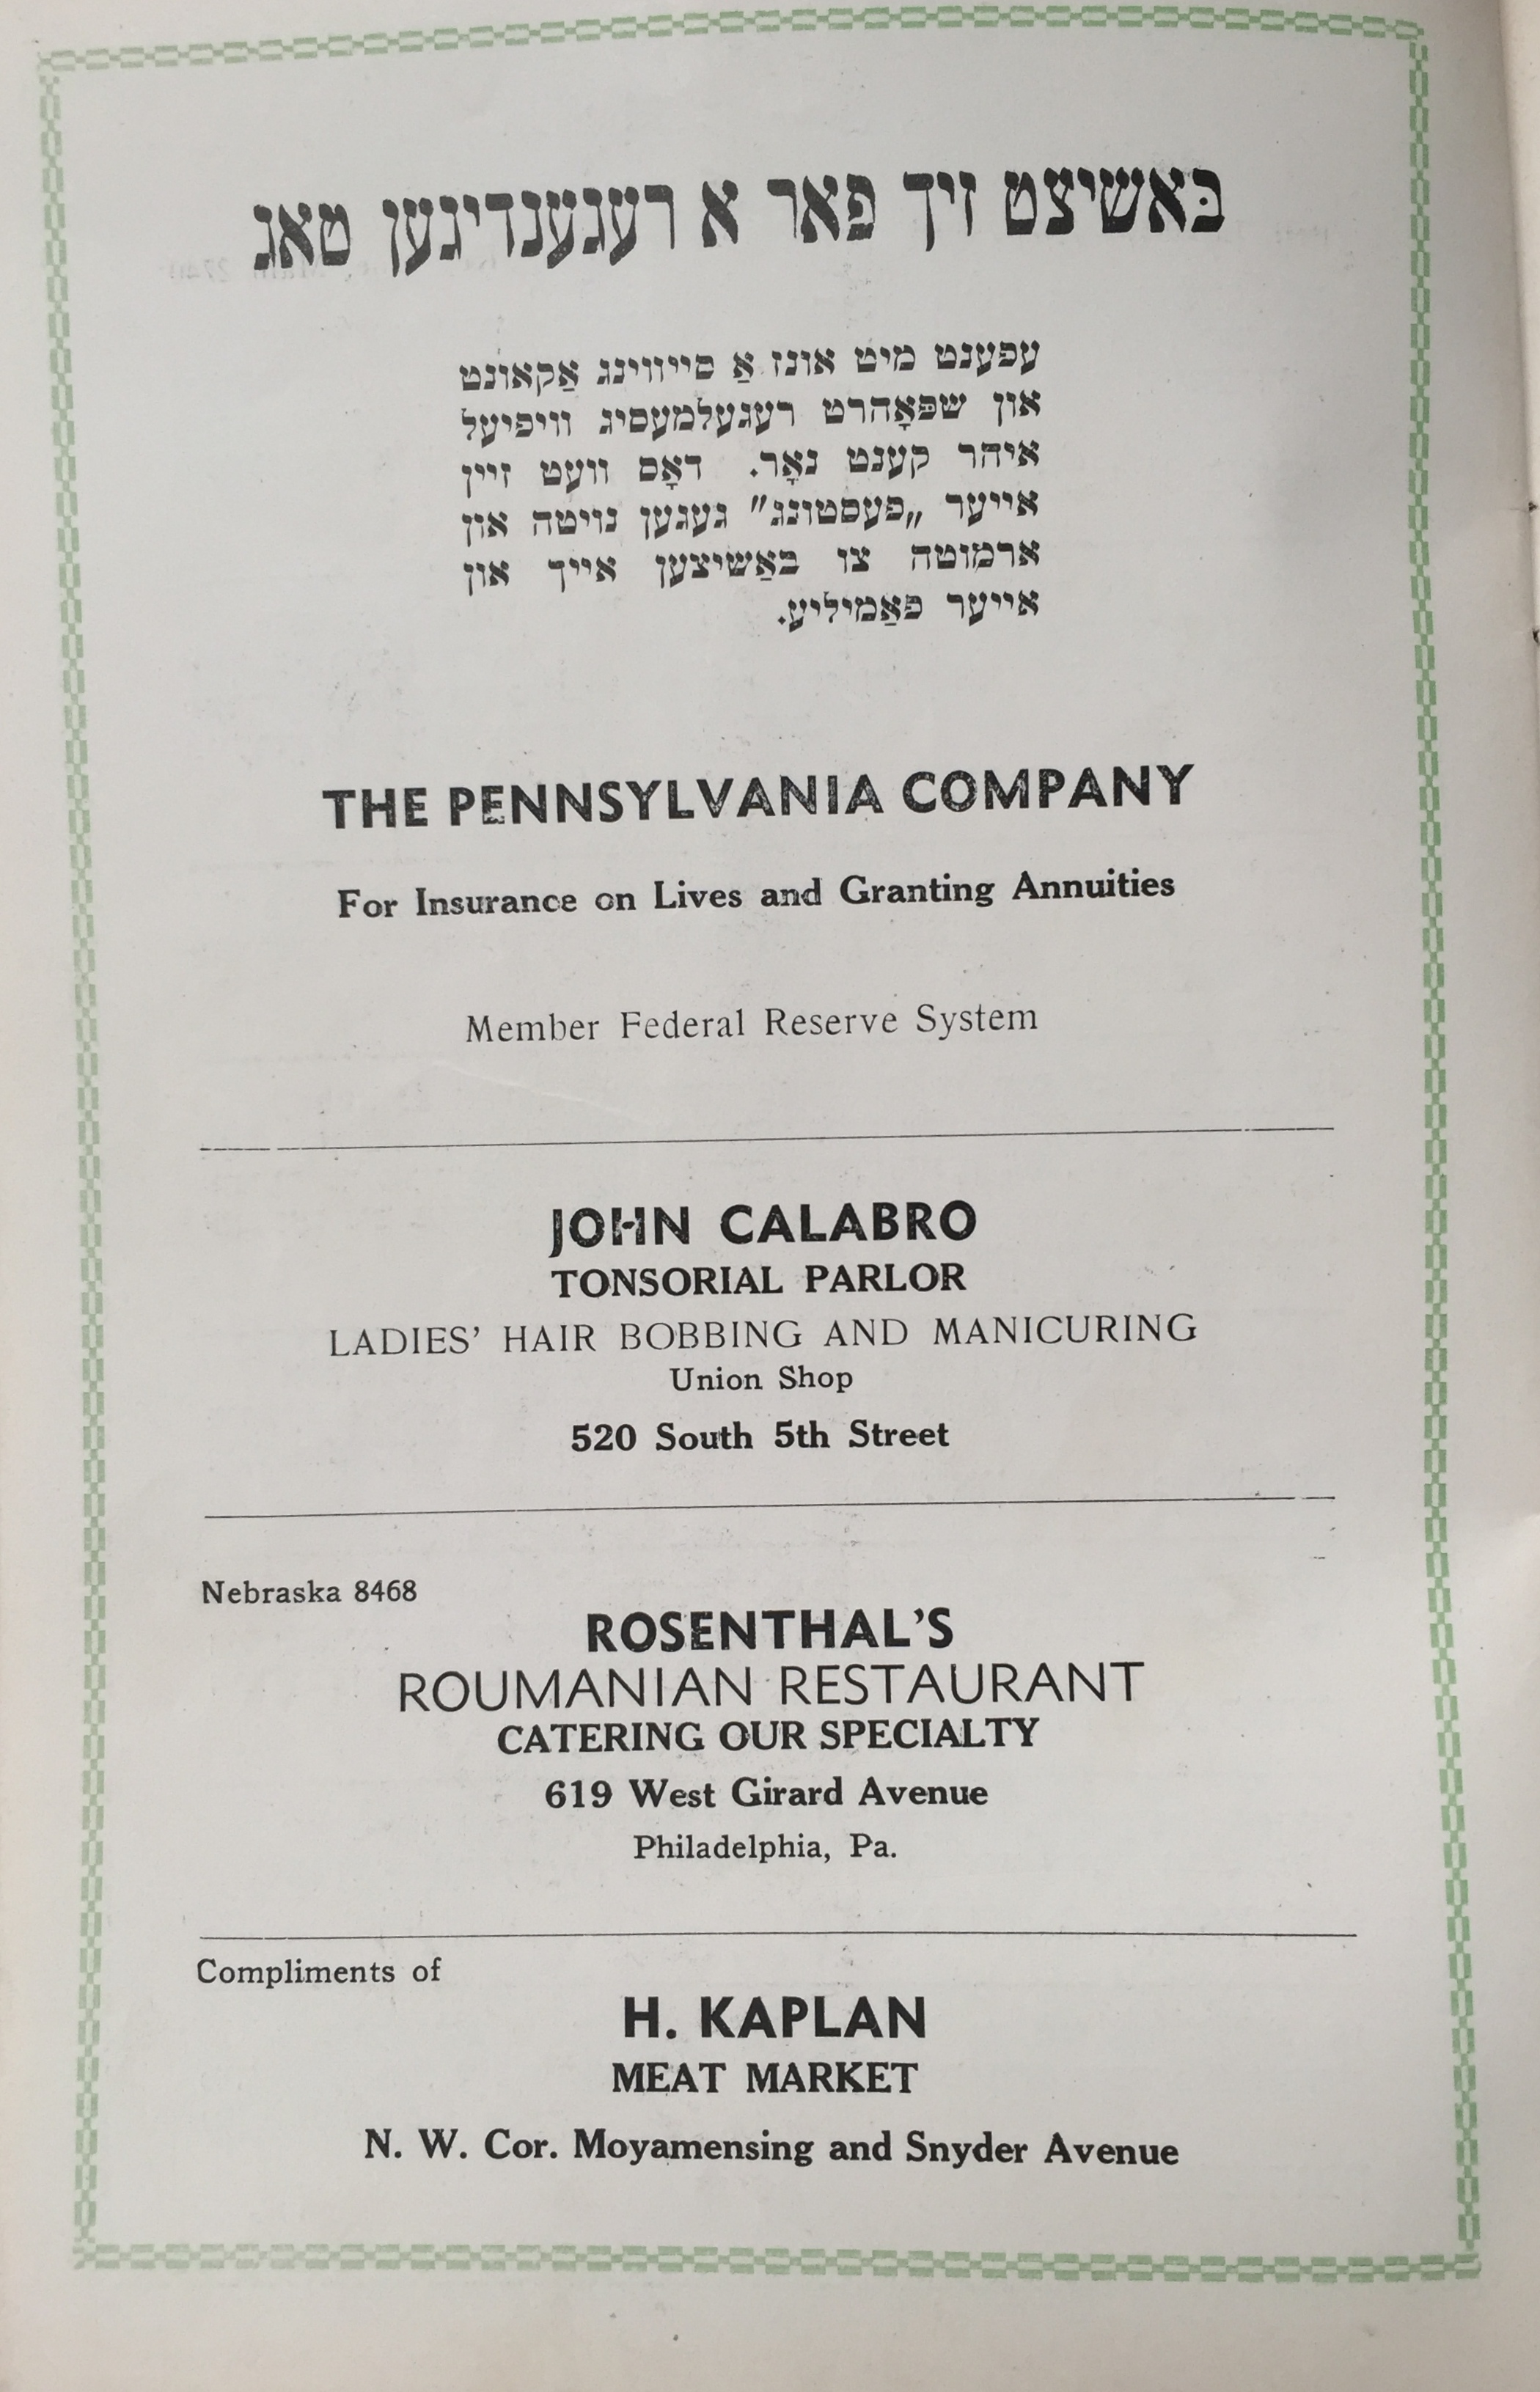 באשיצט זיך פאר א רעגענדיגען טאג
עפענט מיט אונז אַ סייווינג אַקאונט
און שפּאָהרט רעגעלמעסיג וויפיעל
איהר קענט נאָר. דאָס וועט זיין
אייער „פעסטונג" געגען נויטה און
ארמוטה צו באַשיצען אייך און
אייער פאַמיליע.
THE PENNSYLVANIA COMPANY
For Insurance on Lives and Granting Annuities
Member Federal Reserve System
JOHN CALABRO
TONSORIAL PARLOR
LADIES' HAIR BOBBING AND MANICURING
Union Shop
520 South 5th Street
Nebraska 8468
ROSENTHAL'S
ROUMANIAN RESTAURANT
CATERING OUR SPECIALTY
619 West Girard Avenue
Philadelphia, Pa.
Compliments of
H. KAPLAN
MEAT MARKET
N. W. Cor. Moyamensing and Snyder Avenue